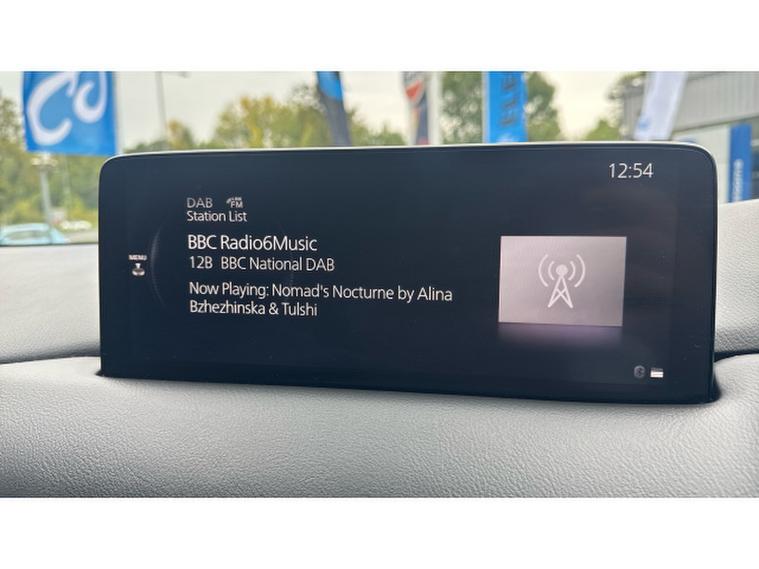 12:54
DAB FM
Station List
BBC Radio6Music
MENU
12B BBC National DAB
Now Playing: Nomad's Nocturne by Alina
Bzhezhinska & Tulshi